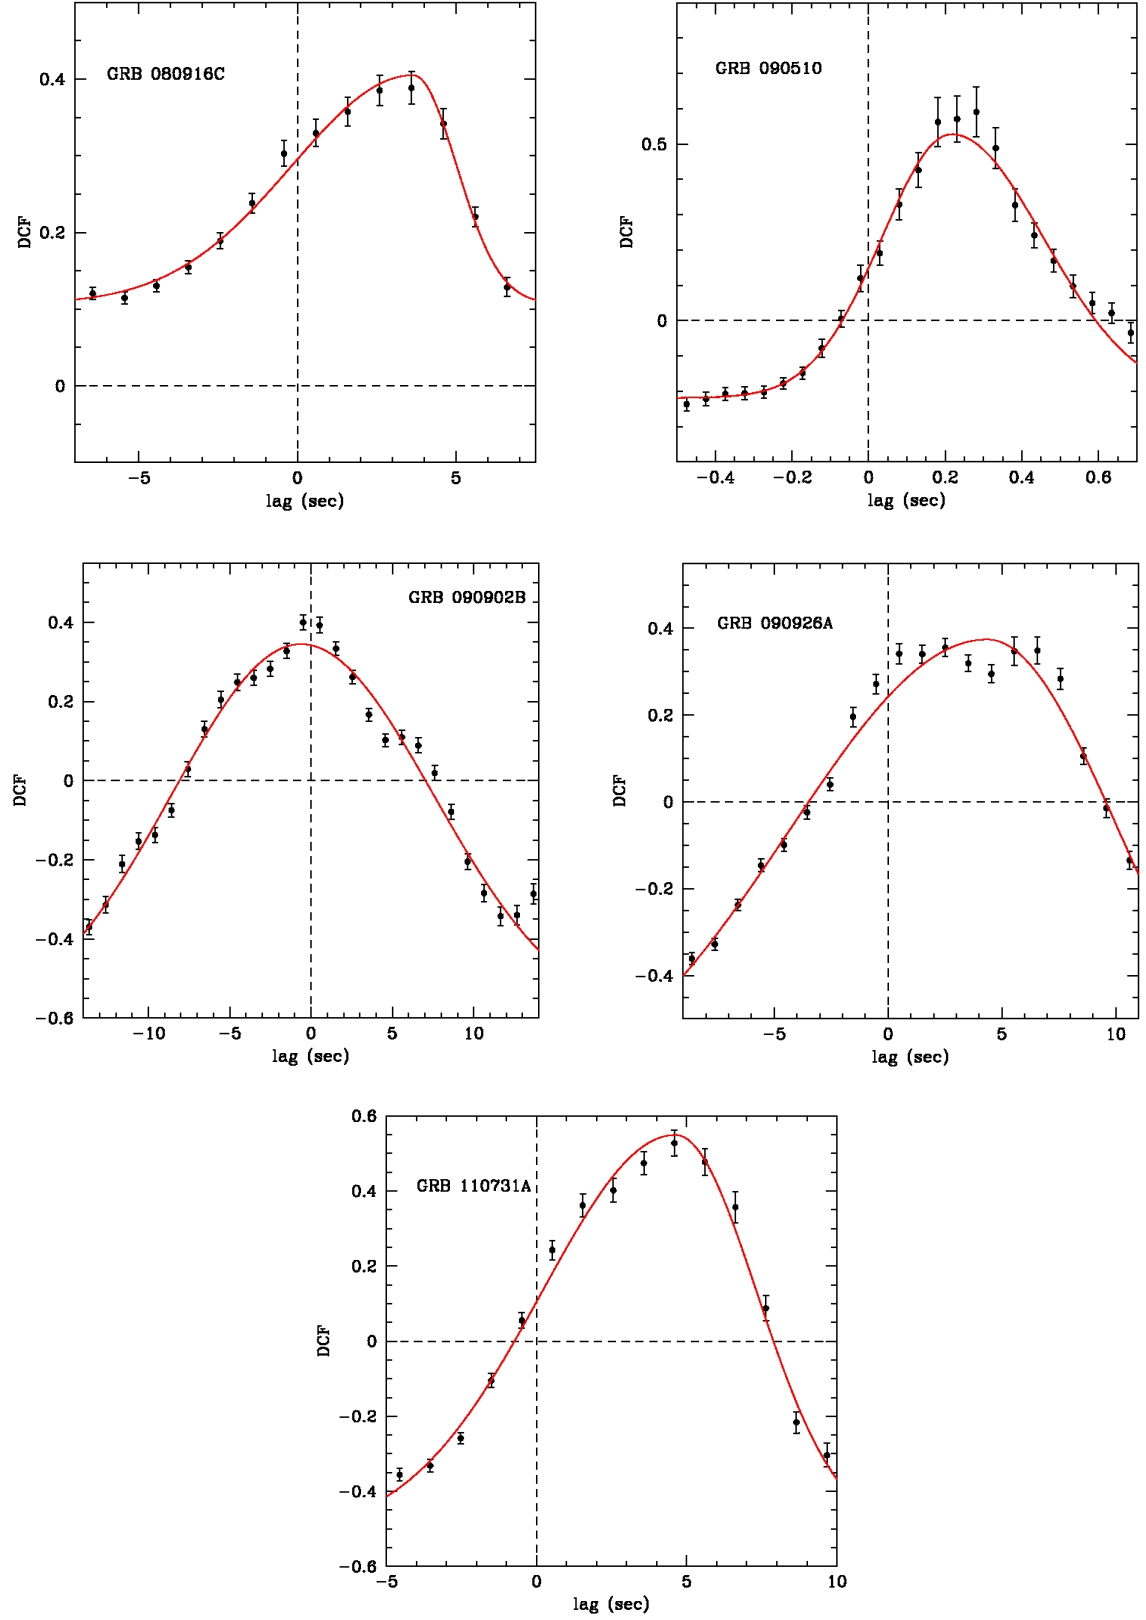 GRB 080916C
0.4
0.2
0
DCF
-5 0 5
lag (sec)
GRB 090510
0.5
0
DCF
-0.4 -0.2 0 0.2 0.4 0.6
lag (sec)
GRB 090902B
0.4
0.2
0
-0.2
-0.4
-0.6
DCF
-10 -5 0 5 10
lag (sec)
GRB 090926A
0.4
0.2
0
-0.2
-0.4
DCF
-5 0 5 10
lag (sec)
GRB 110731A
0.6
0.4
0.2
0
-0.2
-0.4
-0.6
DCF
-5 0 5 10
lag (sec)